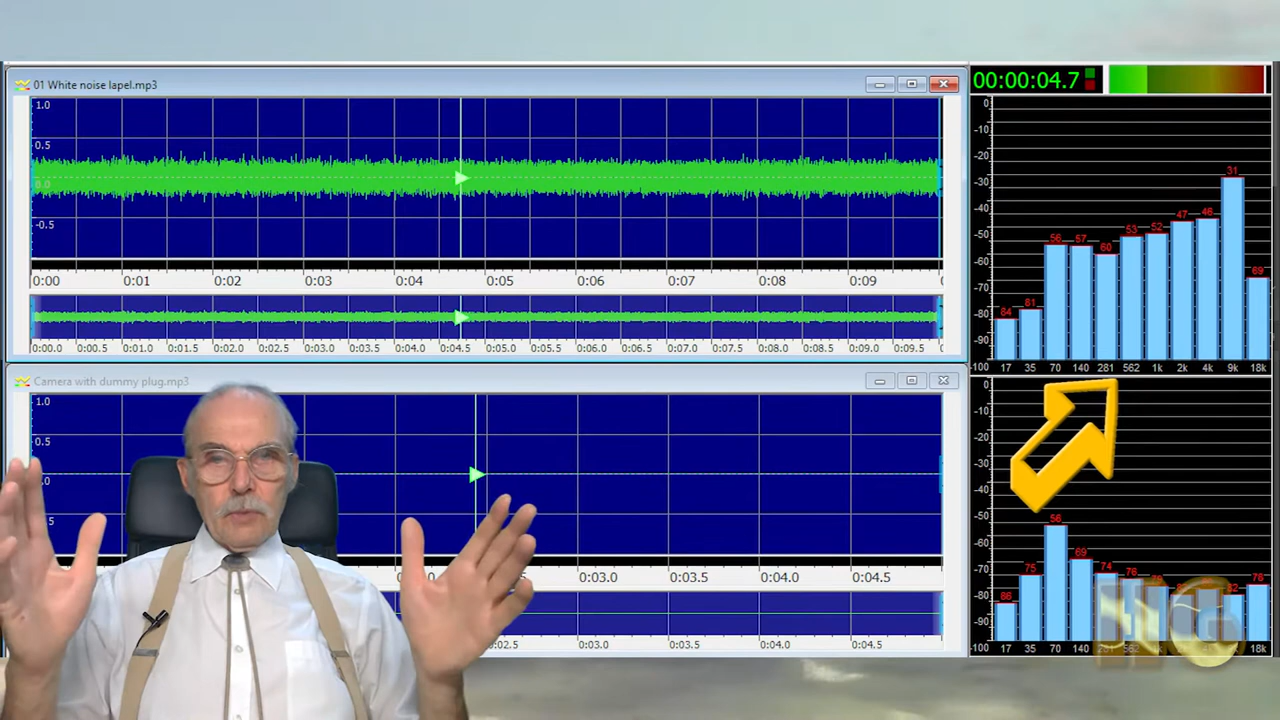 01 White noise lapel.mp3
00:00:04.7
1.0
0.5
0.0
-0.5
0:00 0:01 0:02 0:03 0:04 0:05 0:06 0:07 0:08 0:09
0:00.0 0:00.5 0:01.0 0:01.5 0:02.0 0:02.5 0:03.0 0:03.5 0:04.0 0:04.5 0:05.0 0:05.5 0:06.0 0:06.5 0:07.0 0:07.5 0:08.0 0:08.5 0:09.0 0:09.5
0
-10
-20
-30
-40
-50
-60
-70
-80
-90
-100
84 81 56 57 60 53 52 47 46 31 69
17 35 70 140 281 562 1k 2k 4k 9k 18k
Camera with dummy plug.mp3
1.0
0.5
0:03.0 0:03.5 0:04.0 0:04.5
0:02.5 0:03.0 0:03.5 0:04.0 0:04.5
0
-10
-20
-30
-40
-50
-60
-70
-80
-90
-100
86 75 56 69 74 76 82 76
17 35 70 140 281 562 18k